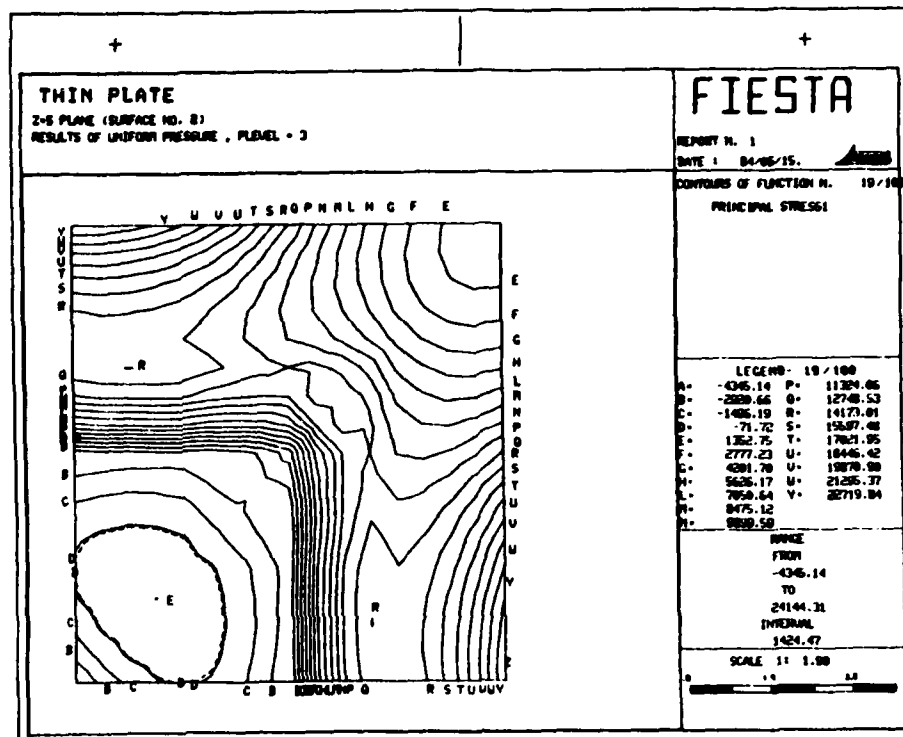 THIN PLATE
Z=5 PLANE (SURFACE NO. 2)
RESULTS OF UNIFORM PRESSURE , PLEVEL = 3
FIESTA
REPORT N. 1
DATE : 84/06/15.
CONTOURS OF FUNCTION N. 19/100
PRINCIPAL STRESS1
Y W V U T S R Q P N M L H G F E
E
F
G
H
L
M
N
P
Q
R
S
T
U
V
W
Y
Z
Y
W
V
U
T
S
R
Q
B
C
D
C
B
R
R
E
B C D D C B
Q R S T U V W Y
LEGEND- 19/100
A= -4345.14 P= 11324.06
B= -2920.66 Q= 12748.53
C= -1496.19 R= 14173.01
D= -71.72 S= 15597.48
E= 1352.75 T= 17021.95
F= 2777.23 U= 18446.42
G= 4201.70 V= 19870.90
H= 5626.17 W= 21295.37
L= 7050.64 Y= 22719.84
M= 8475.12
N= 9899.59
RANGE
FROM
-4345.14
TO
24144.31
INTERVAL
1424.47
SCALE 1: 1.90